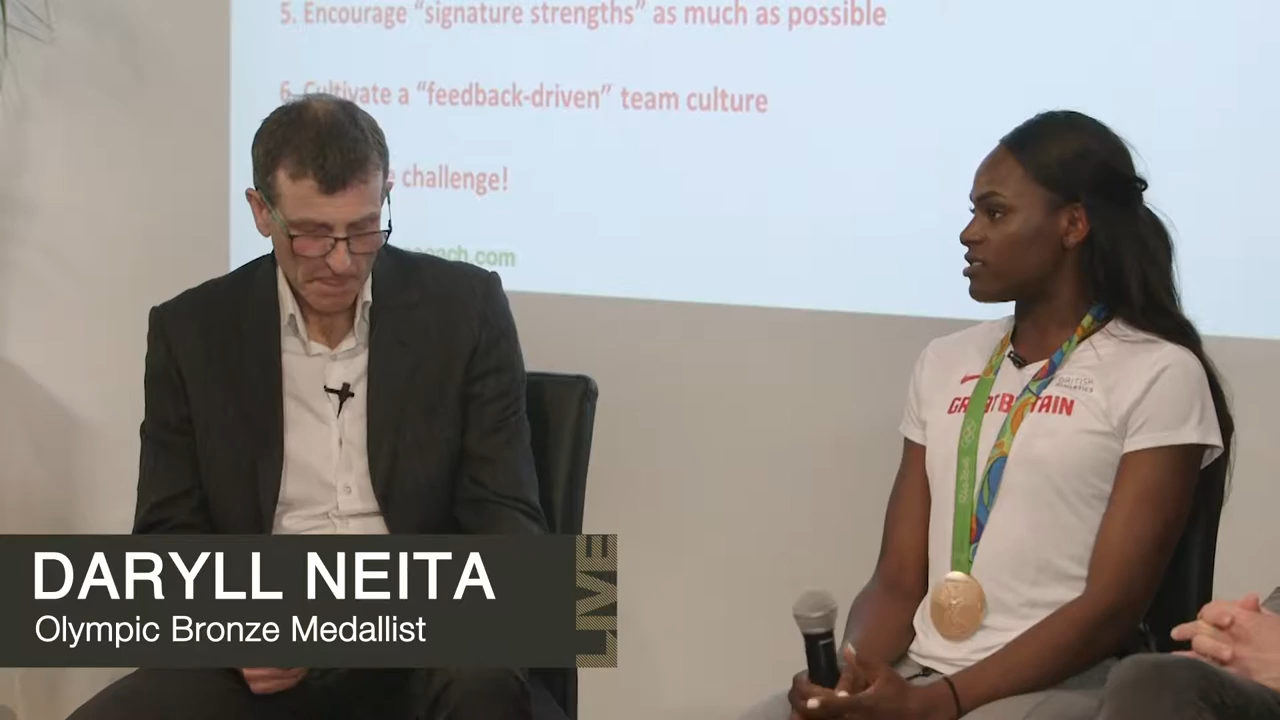 5. Encourage “signature strengths” as much as possible
6. Cultivate a “feedback-driven” team culture
challenge!
BRITISH
ATHLETICS
GREAT BRITAIN
DARYLL NEITA
Olympic Bronze Medallist
LIVE